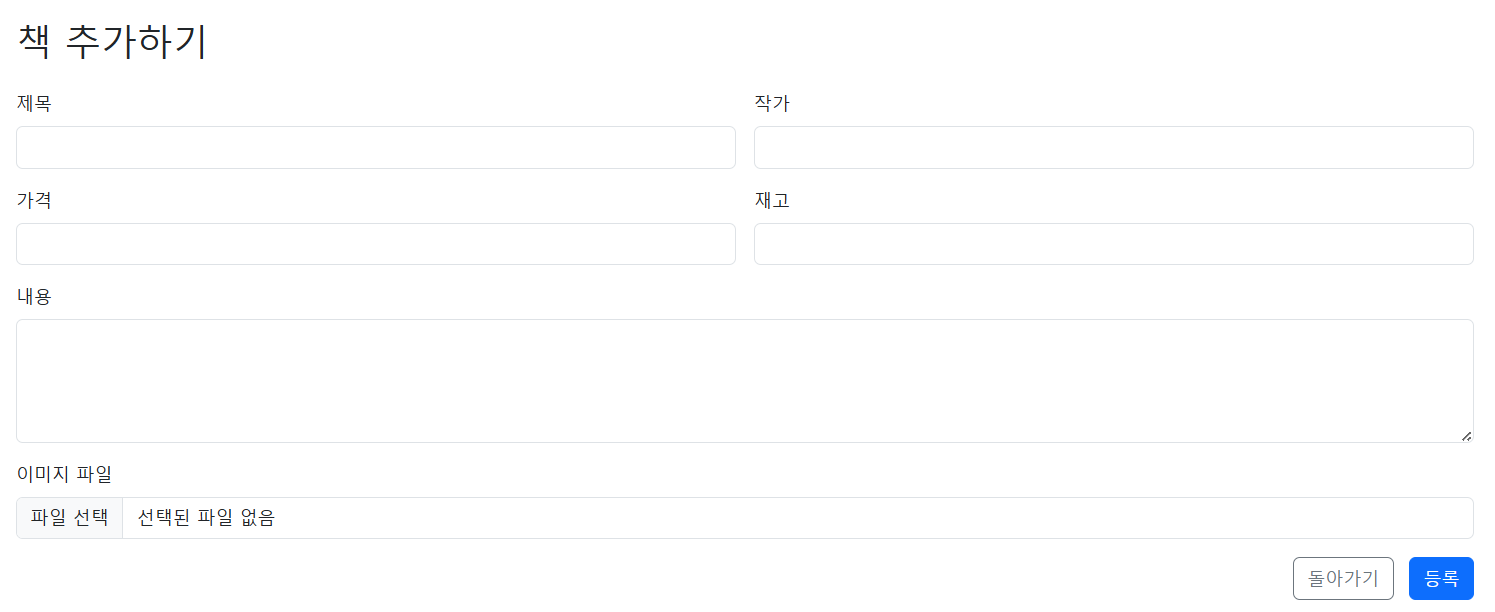 책 추가하기
제목
작가
가격
재고
내용
이미지 파일
파일 선택 선택된 파일 없음
돌아가기 등록